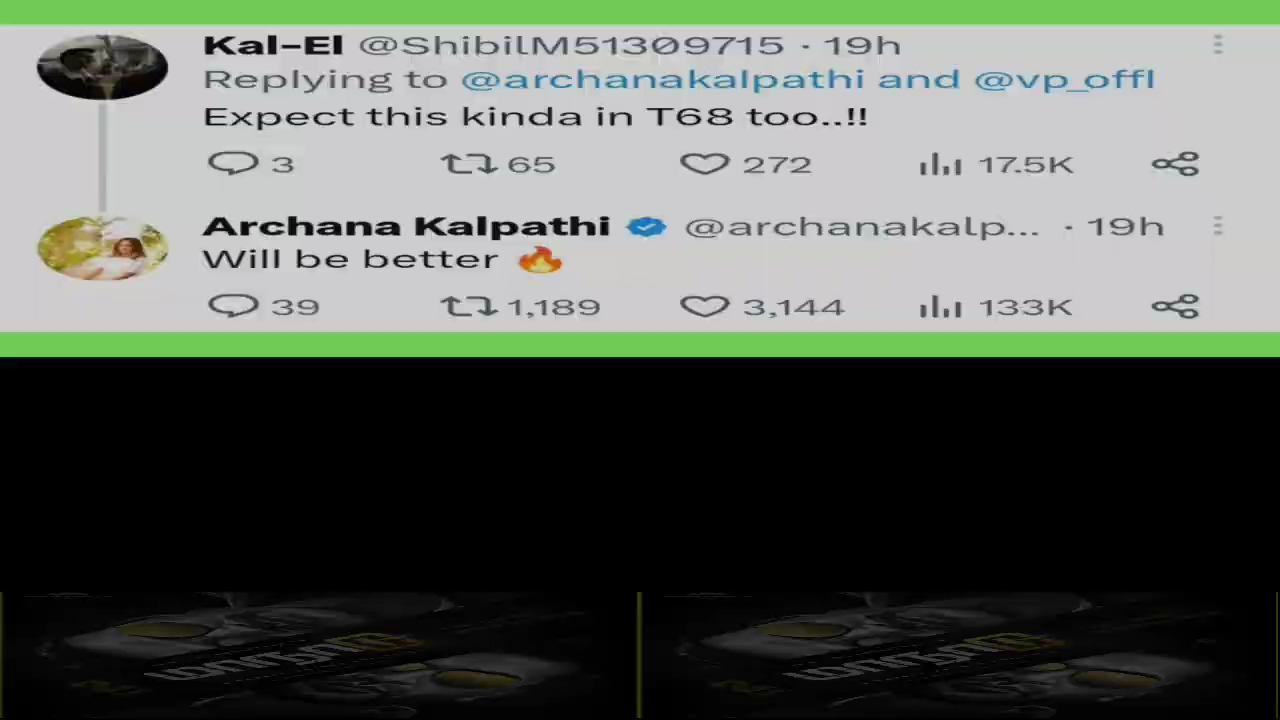 Kal-El @ShibilM51309715 · 19h
Replying to @archanakalpathi and @vp_offl
Expect this kinda in T68 too..!!
3 65 272 17.5K
Archana Kalpathi @archanakalp... · 19h
Will be better 🔥
39 1,189 3,144 133K